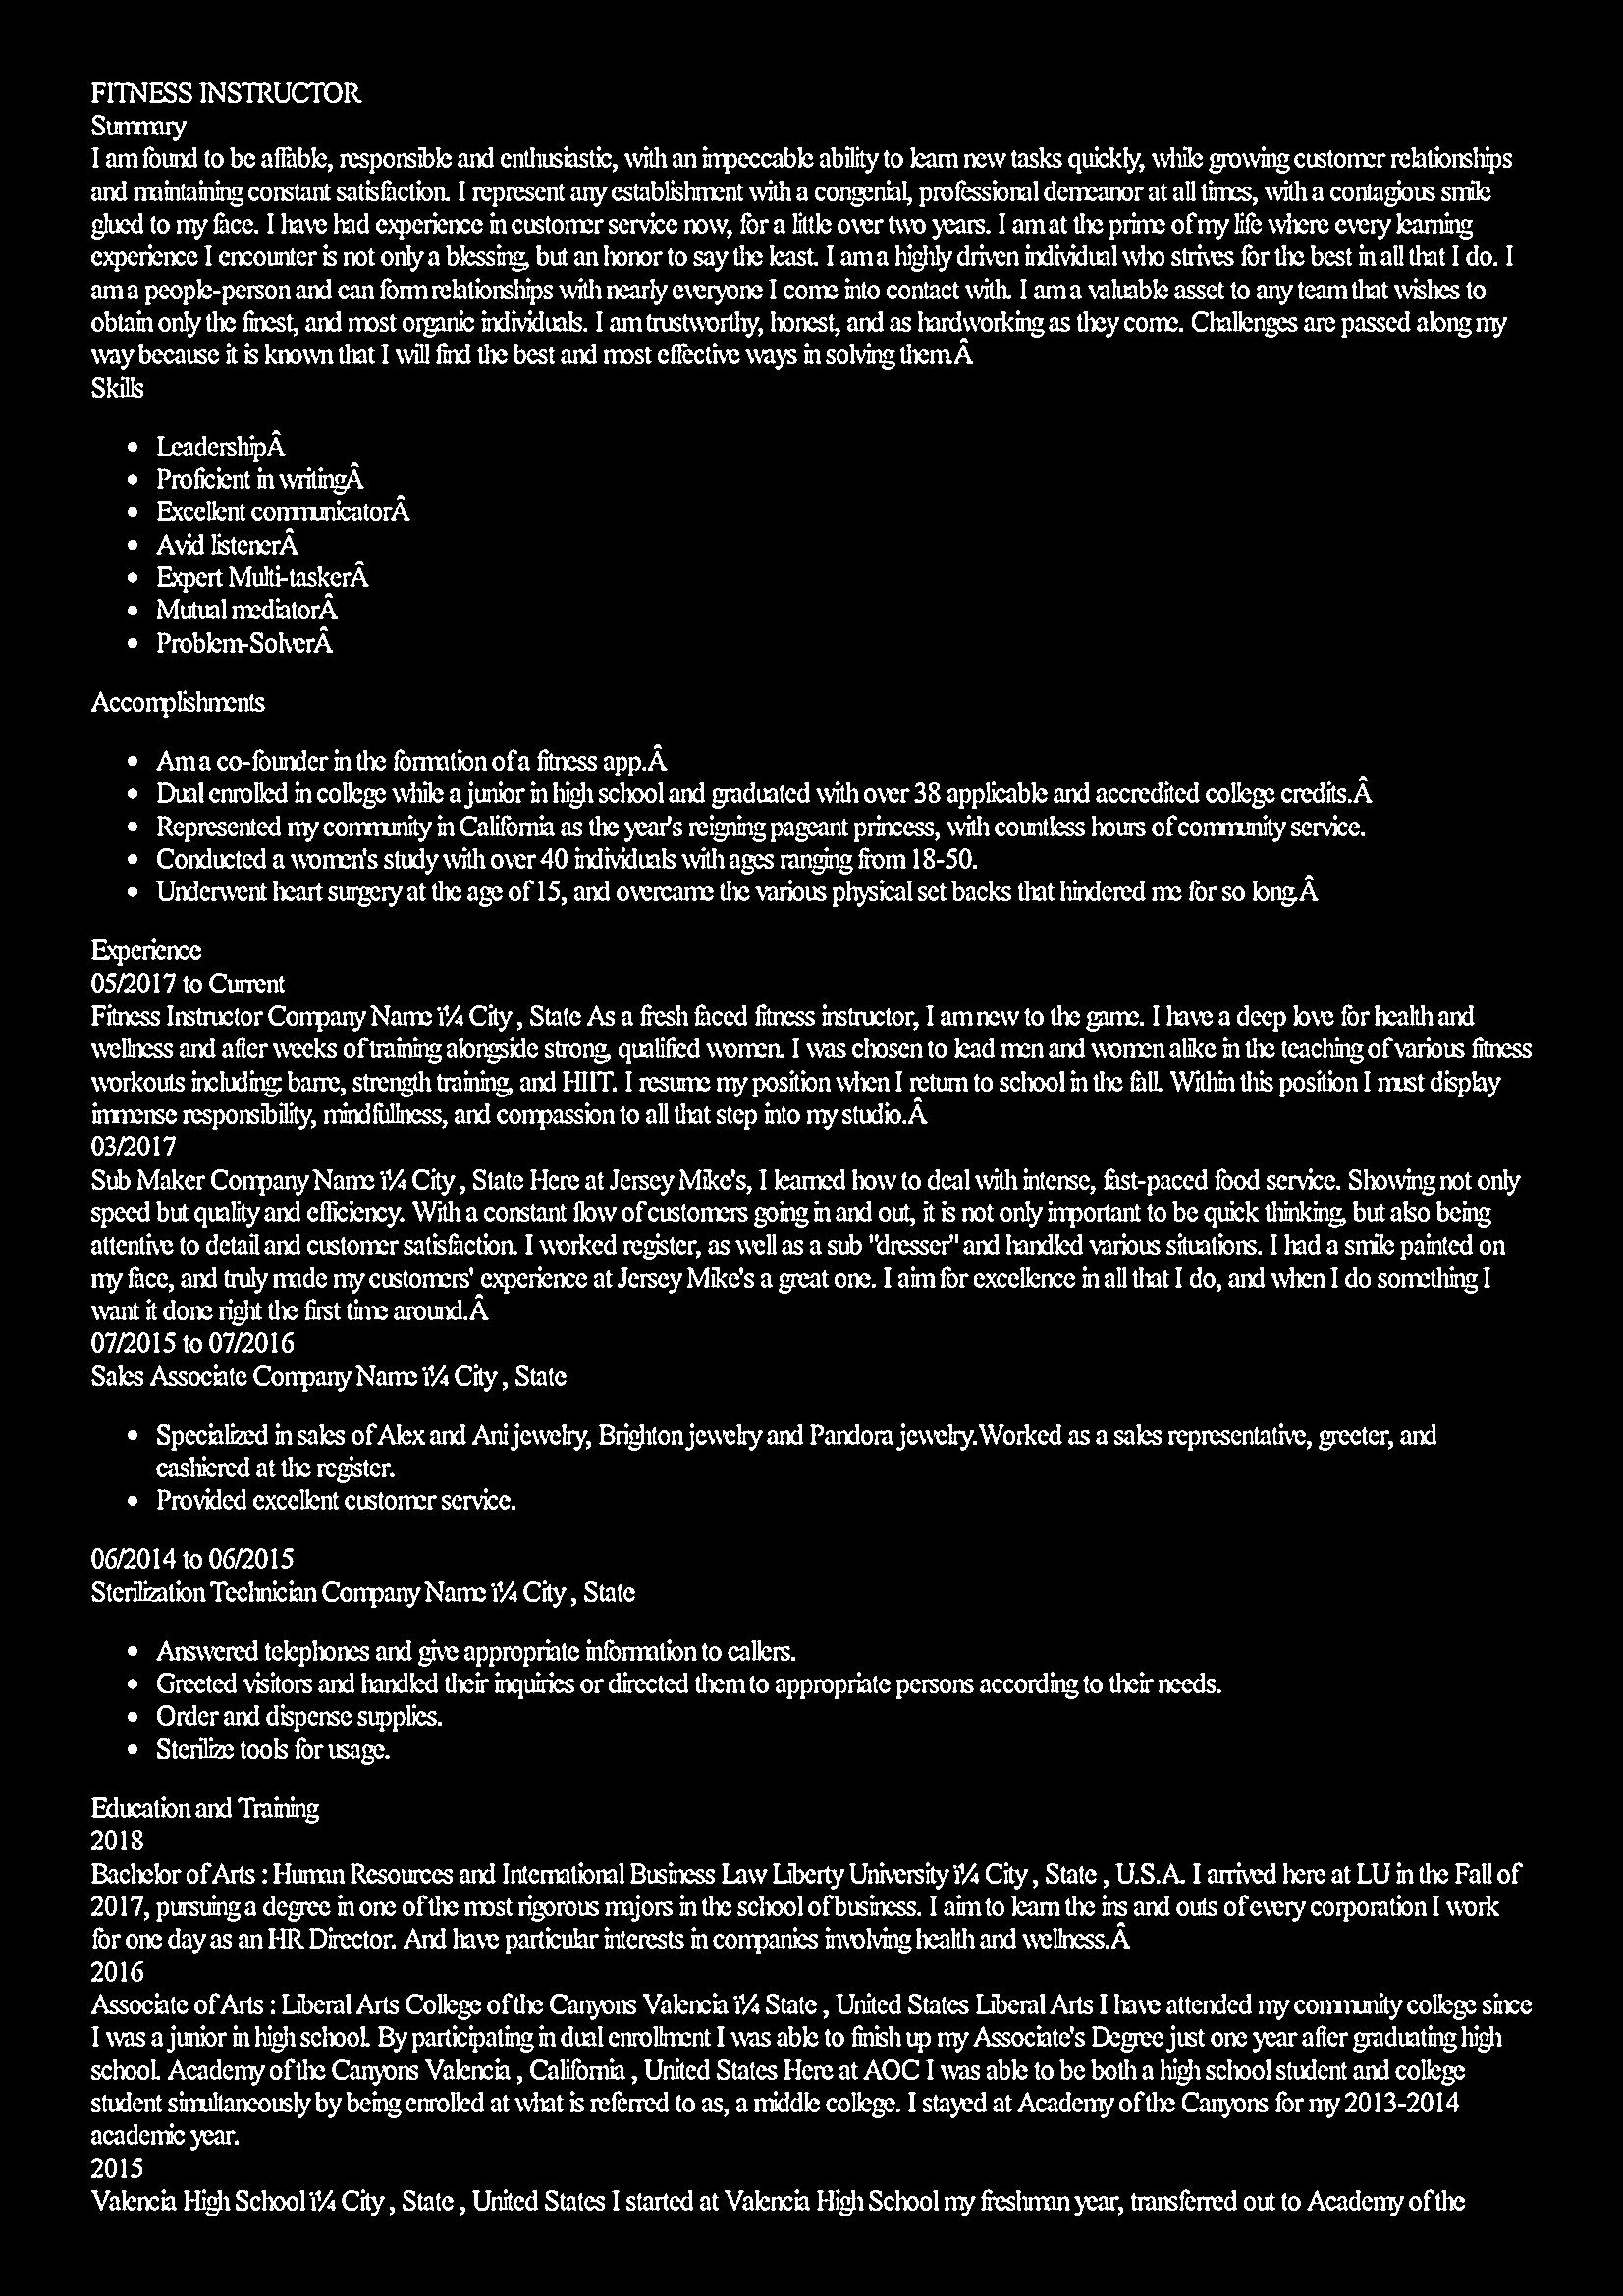 FITNESS INSTRUCTOR
Summary
I am found to be affable, responsible and enthusiastic, with an impeccable ability to learn new tasks quickly, while growing customer relationships
and maintaining constant satisfaction. I represent any establishment with a congenial, professional demeanor at all times, with a contagious smile
glued to my face. I have had experience in customer service now, for a little over two years. I am at the prime of my life where every learning
experience I encounter is not only a blessing, but an honor to say the least. I am a highly driven individual who strives for the best in all that I do. I
am a people-person and can form relationships with nearly everyone I come into contact with. I am a valuable asset to any team that wishes to
obtain only the finest, and most organic individuals. I am trustworthy, honest, and as hardworking as they come. Challenges are passed along my
way because it is known that I will find the best and most effective ways in solving them.Â
Skills
• LeadershipÂ
• Proficient in writingÂ
• Excellent communicatorÂ
• Avid listenerÂ
• Expert Multi-taskerÂ
• Mutual mediatorÂ
• Problem-SolverÂ
Accomplishments
• Am a co-founder in the formation of a fitness app.Â
• Dual enrolled in college while a junior in high school and graduated with over 38 applicable and accredited college credits.Â
• Represented my community in California as the year's reigning pageant princess, with countless hours of community service.
• Conducted a women's study with over 40 individuals with ages ranging from 18-50.
• Underwent heart surgery at the age of 15, and overcame the various physical set backs that hindered me for so long.Â
Experience
05/2017 to Current
Fitness Instructor Company Name ï¼ City , State As a fresh faced fitness instructor, I am new to the game. I have a deep love for health and
wellness and after weeks of training alongside strong, qualified women. I was chosen to lead men and women alike in the teaching of various fitness
workouts including: barre, strength training, and HIIT. I resume my position when I return to school in the fall. Within this position I must display
immense responsibility, mindfullness, and compassion to all that step into my studio.Â
03/2017
Sub Maker Company Name ï¼ City , State Here at Jersey Mike's, I learned how to deal with intense, fast-paced food service. Showing not only
speed but quality and efficiency. With a constant flow of customers going in and out, it is not only important to be quick thinking, but also being
attentive to detail and customer satisfaction. I worked register, as well as a sub "dresser" and handled various situations. I had a smile painted on
my face, and truly made my customers' experience at Jersey Mike's a great one. I aim for excellence in all that I do, and when I do something I
want it done right the first time around.Â
07/2015 to 07/2016
Sales Associate Company Name ï¼ City , State
• Specialized in sales of Alex and Ani jewelry, Brighton jewelry and Pandora jewelry.Worked as a sales representative, greeter, and
cashiered at the register.
• Provided excellent customer service.
06/2014 to 06/2015
Sterilization Technician Company Name ï¼ City , State
• Answered telephones and give appropriate information to callers.
• Greeted visitors and handled their inquiries or directed them to appropriate persons according to their needs.
• Order and dispense supplies.
• Sterilize tools for usage.
Education and Training
2018
Bachelor of Arts : Human Resources and International Business Law Liberty University ï¼ City , State , U.S.A. I arrived here at LU in the Fall of
2017, pursuing a degree in one of the most rigorous majors in the school of business. I aim to learn the ins and outs of every corporation I work
for one day as an HR Director. And have particular interests in companies involving health and wellness.Â
2016
Associate of Arts : Liberal Arts College of the Canyons Valencia ï¼ State , United States Liberal Arts I have attended my community college since
I was a junior in high school. By participating in dual enrollment I was able to finish up my Associate's Degree just one year after graduating high
school. Academy of the Canyons Valencia , California , United States Here at AOC I was able to be both a high school student and college
student simultaneously by being enrolled at what is referred to as, a middle college. I stayed at Academy of the Canyons for my 2013-2014
academic year.
2015
Valencia High School ï¼ City , State , United States I started at Valencia High School my freshman year, transferred out to Academy of the